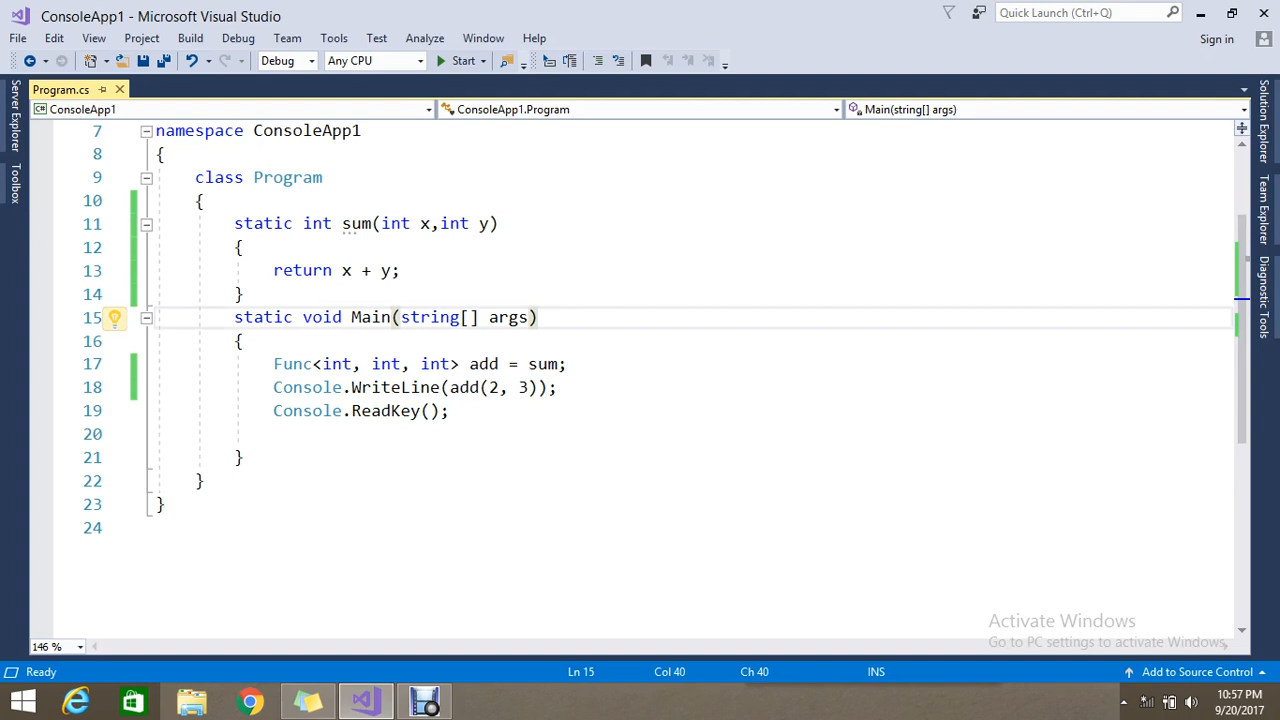 ConsoleApp1 - Microsoft Visual Studio
Quick Launch (Ctrl+Q)
File Edit View Project Build Debug Team Tools Test Analyze Window Help
Sign in
Debug Any CPU Start
Program.cs
ConsoleApp1 ConsoleApp1.Program Main(string[] args)
Server Explorer
Toolbox
Solution Explorer
Team Explorer
Diagnostic Tools
7 namespace ConsoleApp1
8 {
9 class Program
10 {
11 static int sum(int x,int y)
12 {
13 return x + y;
14 }
15 static void Main(string[] args)
16 {
17 Func<int, int, int> add = sum;
18 Console.WriteLine(add(2, 3));
19 Console.ReadKey();
20
21 }
22 }
23 }
24
Activate Windows
Go to PC settings to activate Windows.
146 %
Ready Ln 15 Col 40 Ch 40 INS Add to Source Control
10:57 PM
9/20/2017